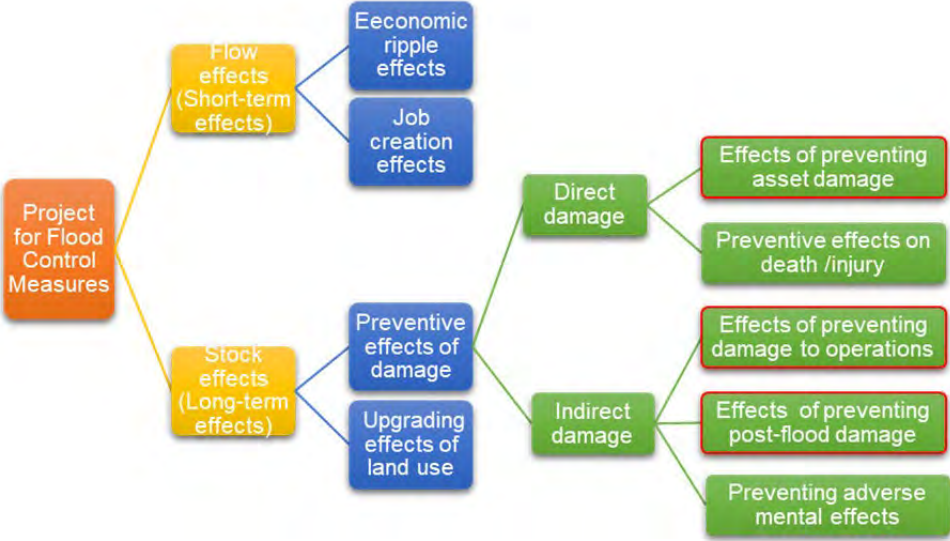 Project
for Flood
Control
Measures
Flow
effects
(Short-term
effects)
Eeconomic
ripple
effects
Job
creation
effects
Stock
effects
(Long-term
effects)
Preventive
effects of
damage
Upgrading
effects of
land use
Direct
damage
Effects of preventing
asset damage
Preventive effects on
death /injury
Indirect
damage
Effects of preventing
damage to operations
Effects of preventing
post-flood damage
Preventing adverse
mental effects